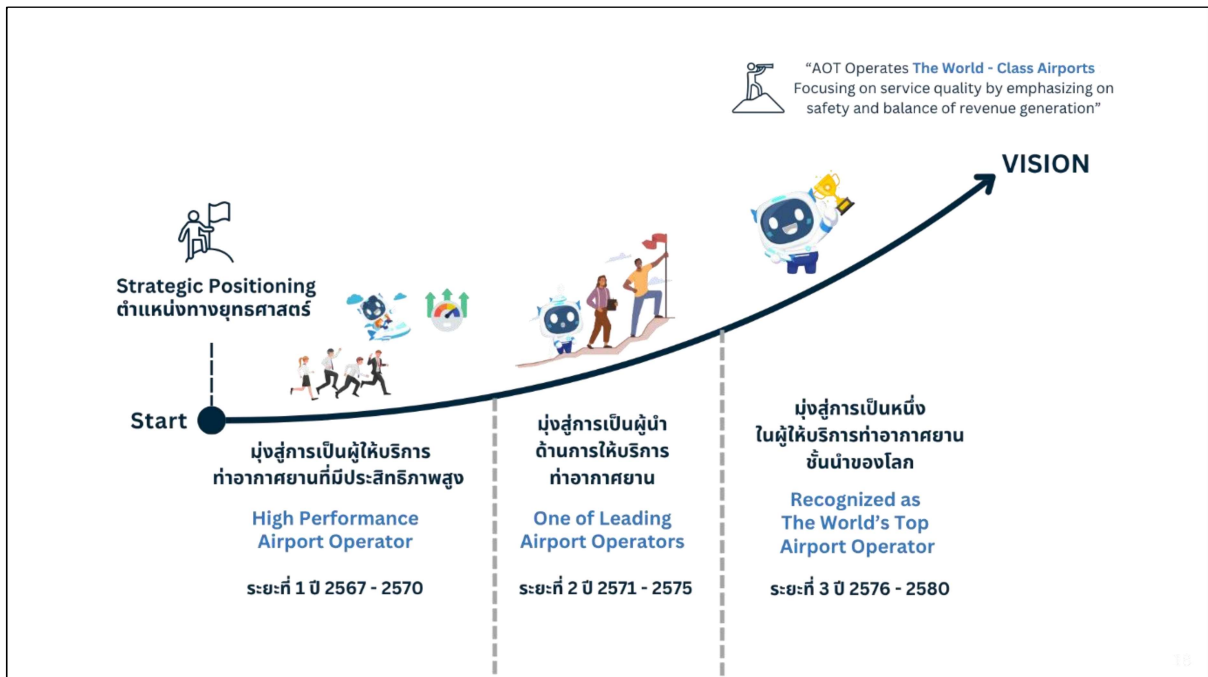 “AOT Operates The World - Class Airports
Focusing on service quality by emphasizing on
safety and balance of revenue generation”
VISION
Strategic Positioning
ตำแหน่งทางยุทธศาสตร์
Start
มุ่งสู่การเป็นผู้ให้บริการ
ท่าอากาศยานที่มีประสิทธิภาพสูง
High Performance
Airport Operator
ระยะที่ 1 ปี 2567 - 2570
มุ่งสู่การเป็นผู้นำ
ด้านการให้บริการ
ท่าอากาศยาน
One of Leading
Airport Operators
ระยะที่ 2 ปี 2571 - 2575
มุ่งสู่การเป็นหนึ่ง
ในผู้ให้บริการท่าอากาศยาน
ชั้นนำของโลก
Recognized as
The World’s Top
Airport Operator
ระยะที่ 3 ปี 2576 - 2580